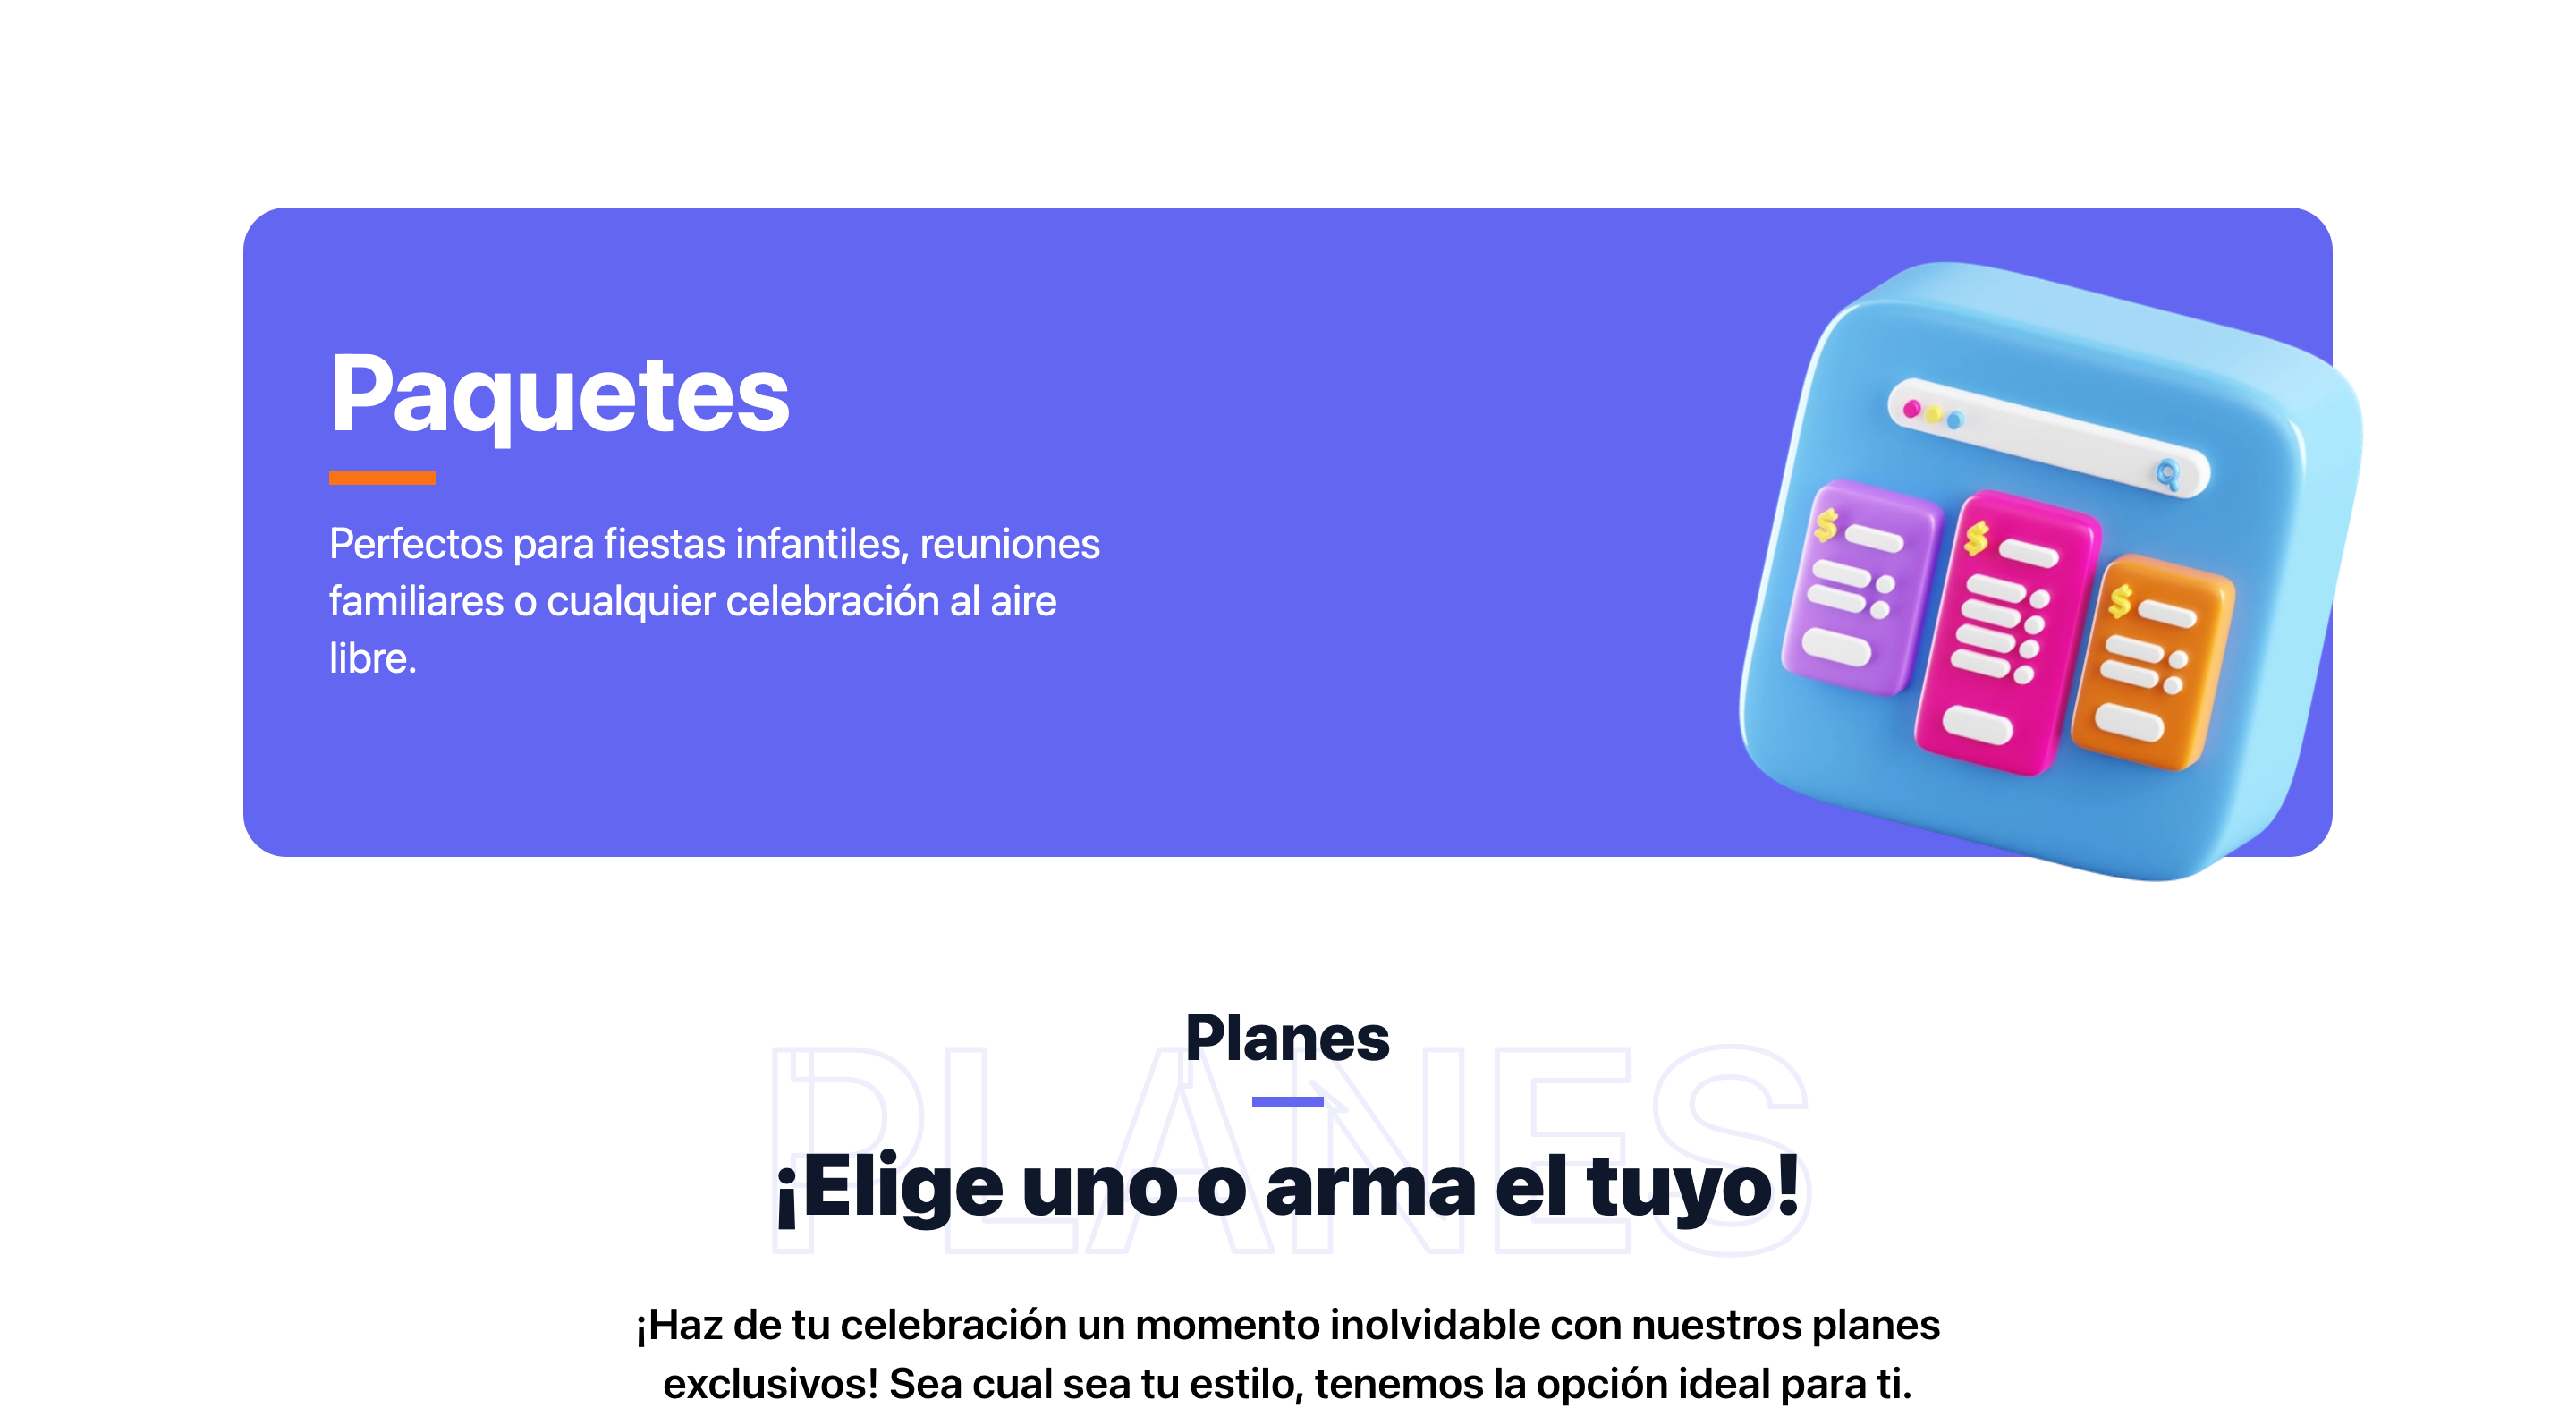 Paquetes
Perfectos para fiestas infantiles, reuniones
familiares o cualquier celebración al aire
libre.
Planes
PLANES
¡Elige uno o arma el tuyo!
¡Haz de tu celebración un momento inolvidable con nuestros planes
exclusivos! Sea cual sea tu estilo, tenemos la opción ideal para ti.